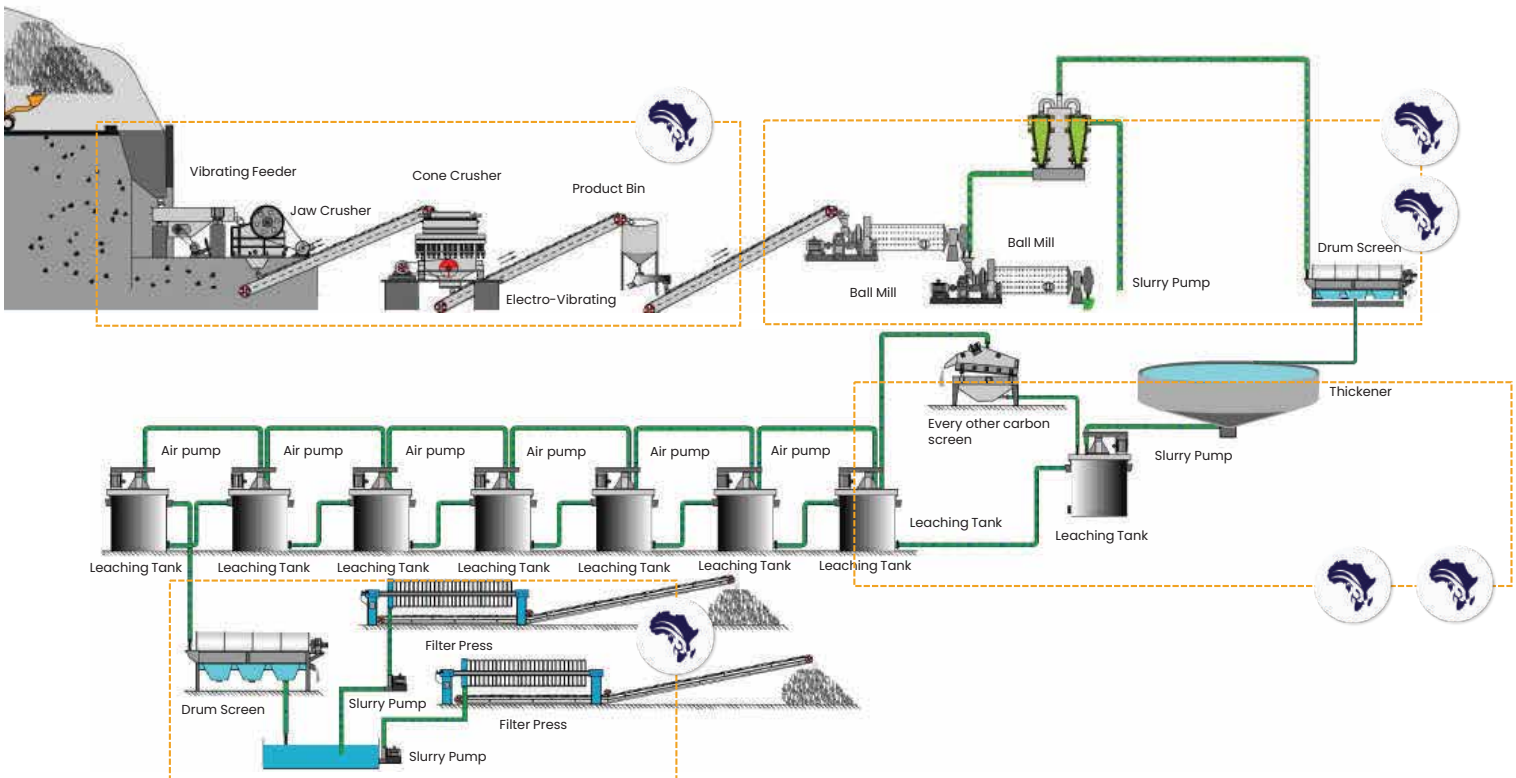 Vibrating Feeder
Jaw Crusher
Cone Crusher
Product Bin
Electro-Vibrating
Ball Mill
Ball Mill
Slurry Pump
Drum Screen
Thickener
Every other carbon
screen
Slurry Pump
Leaching Tank
Leaching Tank
Air pump
Air pump
Air pump
Air pump
Air pump
Air pump
Leaching Tank
Leaching Tank
Leaching Tank
Leaching Tank
Leaching Tank
Leaching Tank
Leaching Tank
Filter Press
Drum Screen
Slurry Pump
Filter Press
Slurry Pump